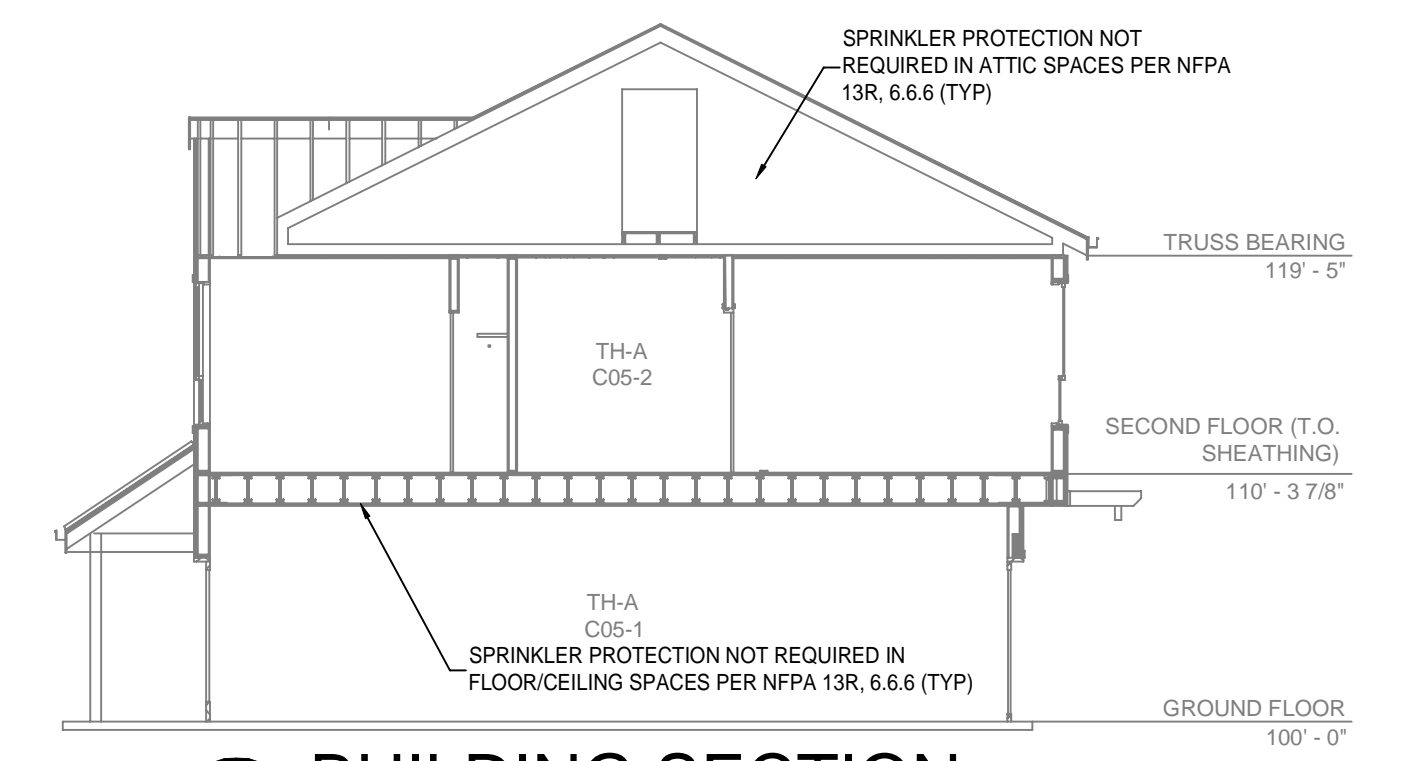 SPRINKLER PROTECTION NOT
REQUIRED IN ATTIC SPACES PER NFPA
13R, 6.6.6 (TYP)
TRUSS BEARING
119' - 5"
TH-A
C05-2
SECOND FLOOR (T.O.
SHEATHING)
110' - 3 7/8"
TH-A
C05-1
SPRINKLER PROTECTION NOT REQUIRED IN
FLOOR/CEILING SPACES PER NFPA 13R, 6.6.6 (TYP)
GROUND FLOOR
100' - 0"
BUILDING SECTION